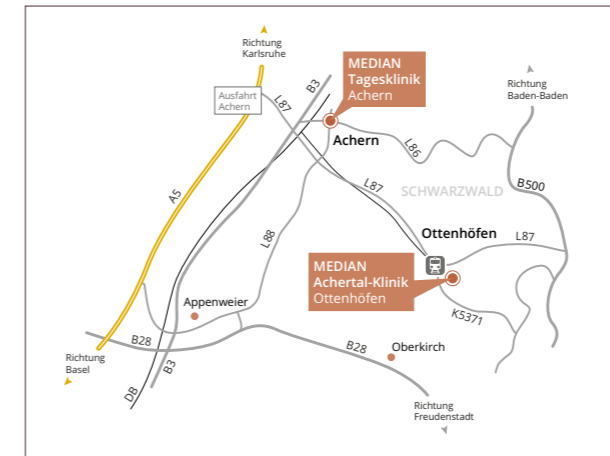 Richtung
Karlsruhe
MEDIAN
Tagesklinik
Achern
Richtung
Baden-Baden
Ausfahrt
Achern
L87
B3
Achern
L86
A5
L87
SCHWARZWALD
B500
L88
Ottenhöfen
L87
MEDIAN
Achertal-Klinik
Ottenhöfen
Appenweier
K5371
B28
B28
Oberkirch
Richtung
Basel
B3
DB
Richtung
Freudenstadt